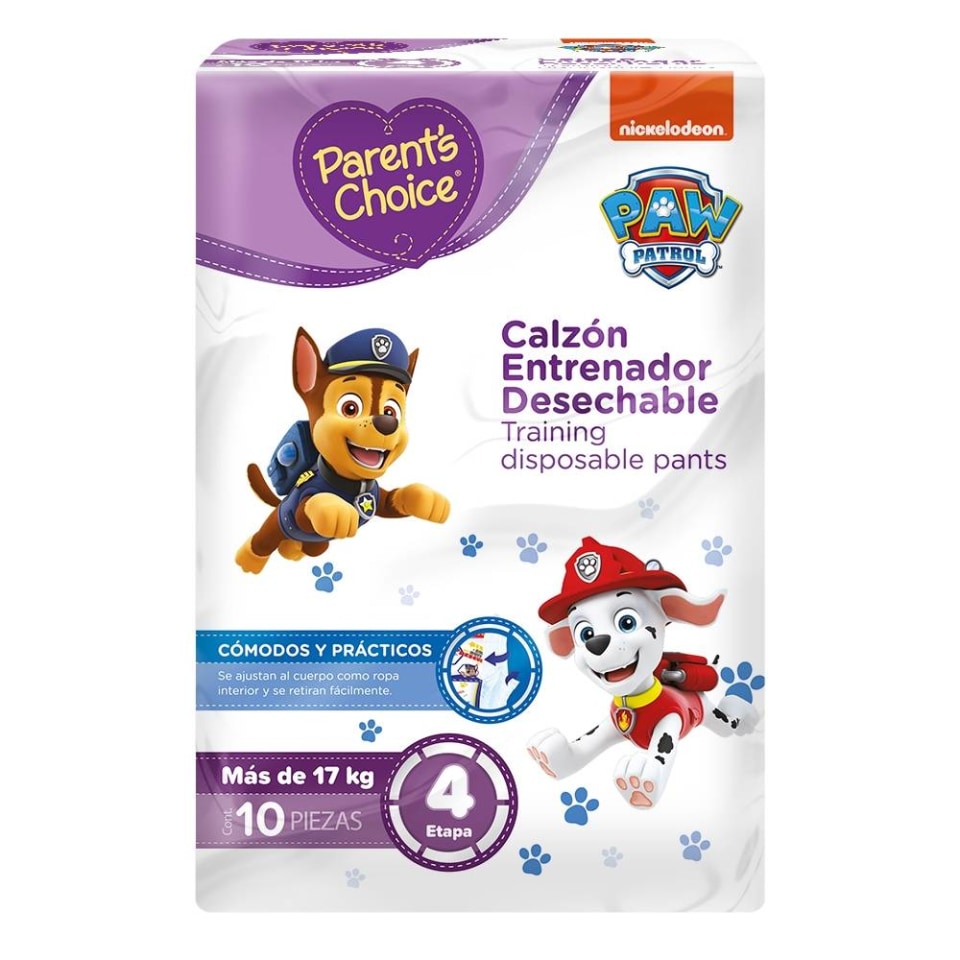 nickelodeon
Parent's
Choice®
PAW
PATROL
Calzón
Entrenador
Desechable
Training
disposable pants
CÓMODOS Y PRÁCTICOS
Se ajustan al cuerpo como ropa
interior y se retiran fácilmente.
Más de 17 kg
Cont. 10 PIEZAS
4
Etapa